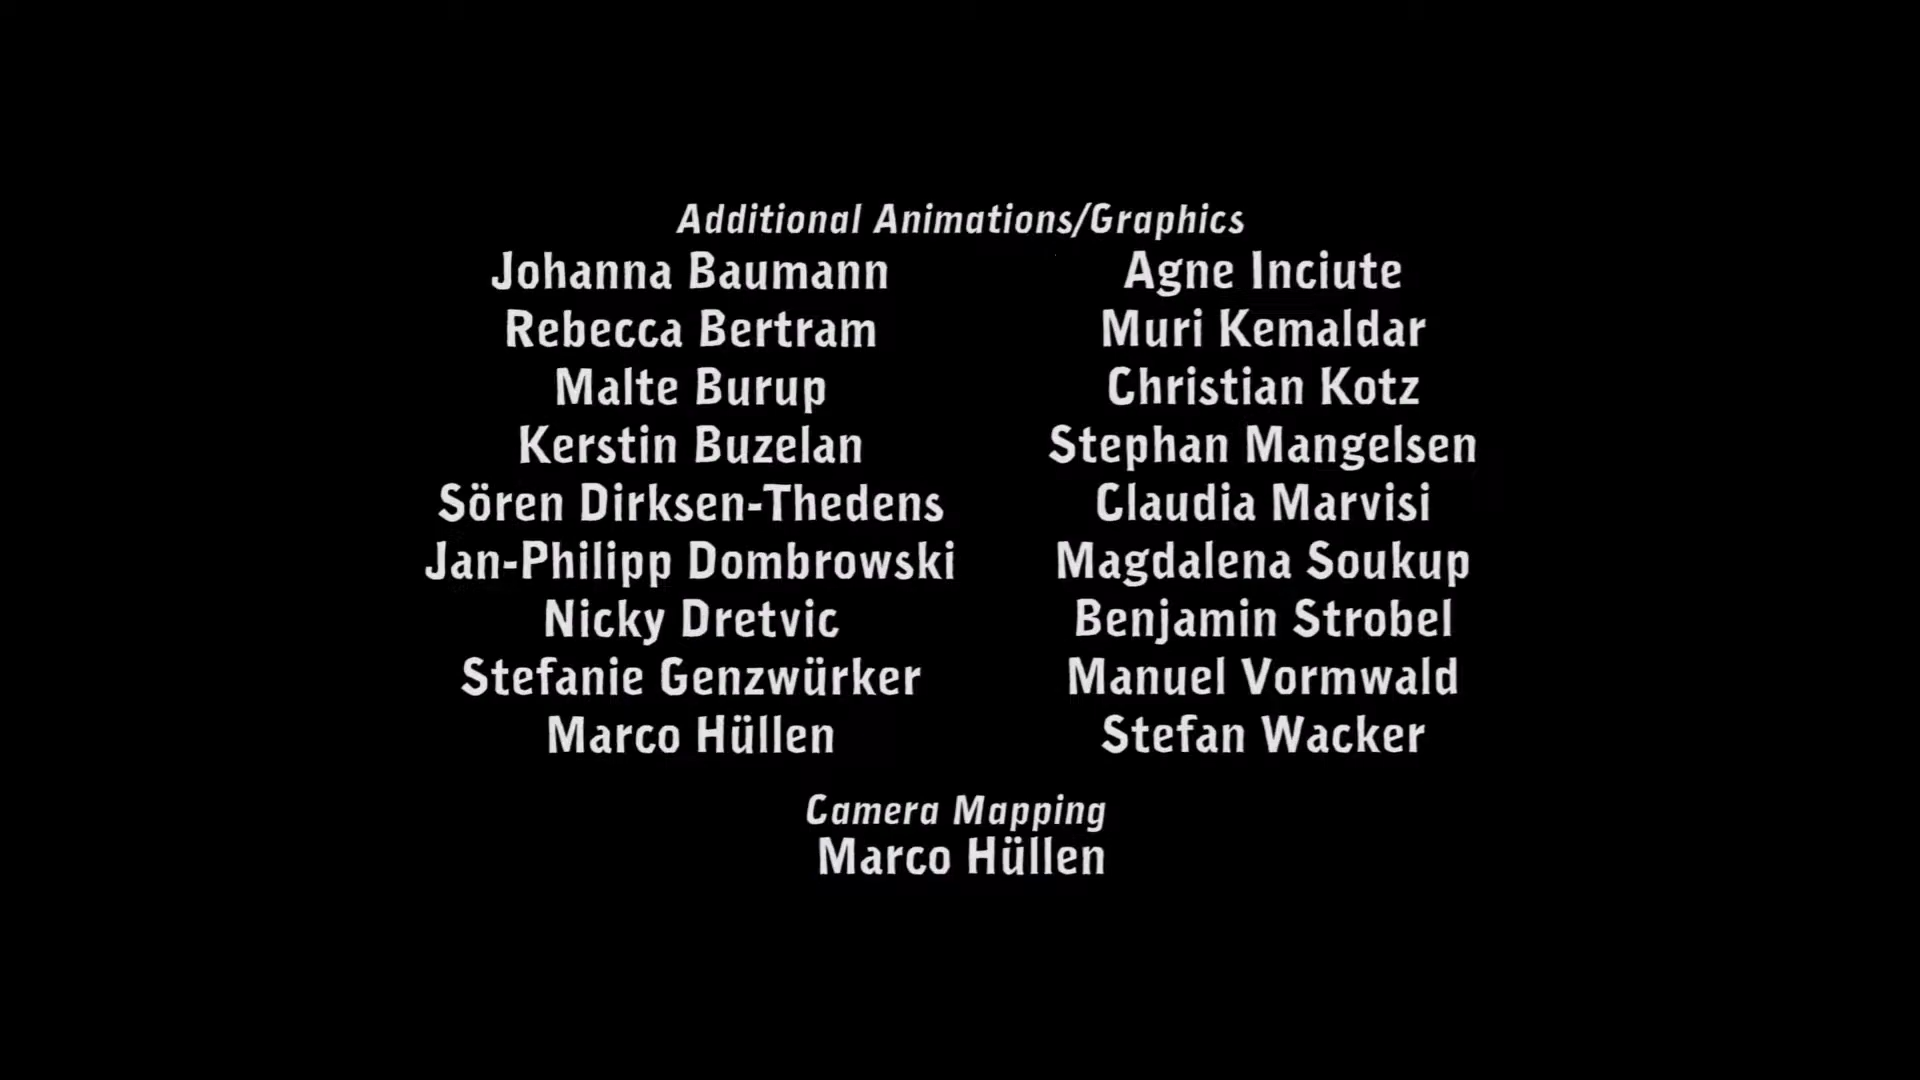 Additional Animations/Graphics
Johanna Baumann
Rebecca Bertram
Malte Burup
Kerstin Buzelan
Sören Dirksen-Thedens
Jan-Philipp Dombrowski
Nicky Dretvic
Stefanie Genzwürker
Marco Hüllen
Agne Inciute
Muri Kemaldar
Christian Kotz
Stephan Mangelsen
Claudia Marvisi
Magdalena Soukup
Benjamin Strobel
Manuel Vormwald
Stefan Wacker
Camera Mapping
Marco Hüllen